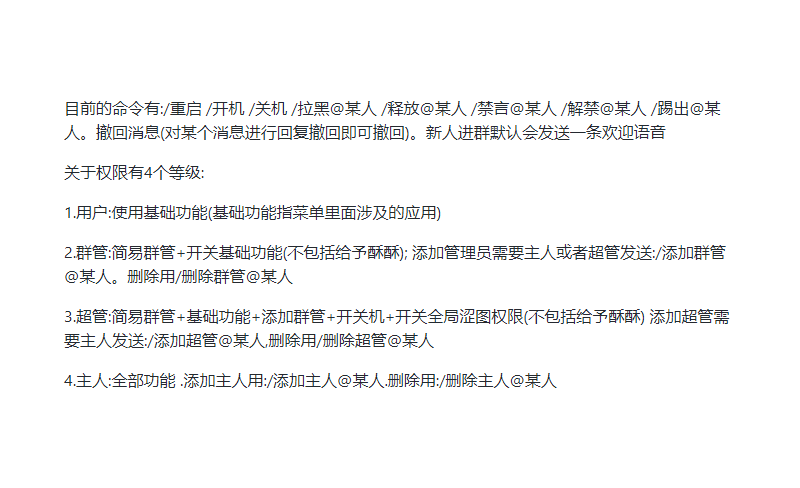 目前的命令有:/重启 /开机 /关机 /拉黑@某人 /释放@某人 /禁言@某人 /解禁@某人 /踢出@某
人。撤回消息(对某个消息进行回复撤回即可撤回)。新人进群默认会发送一条欢迎语音
关于权限有4个等级:
1.用户:使用基础功能(基础功能指菜单里面涉及的应用)
2.群管:简易群管+开关基础功能(不包括给予酥酥); 添加管理员需要主人或者超管发送:/添加群管
@某人。删除用/删除群管@某人
3.超管:简易群管+基础功能+添加群管+开关机+开关全局涩图权限(不包括给予酥酥) 添加超管需
要主人发送:/添加超管@某人,删除用/删除超管@某人
4.主人:全部功能 .添加主人用:/添加主人@某人.删除用:/删除主人@某人